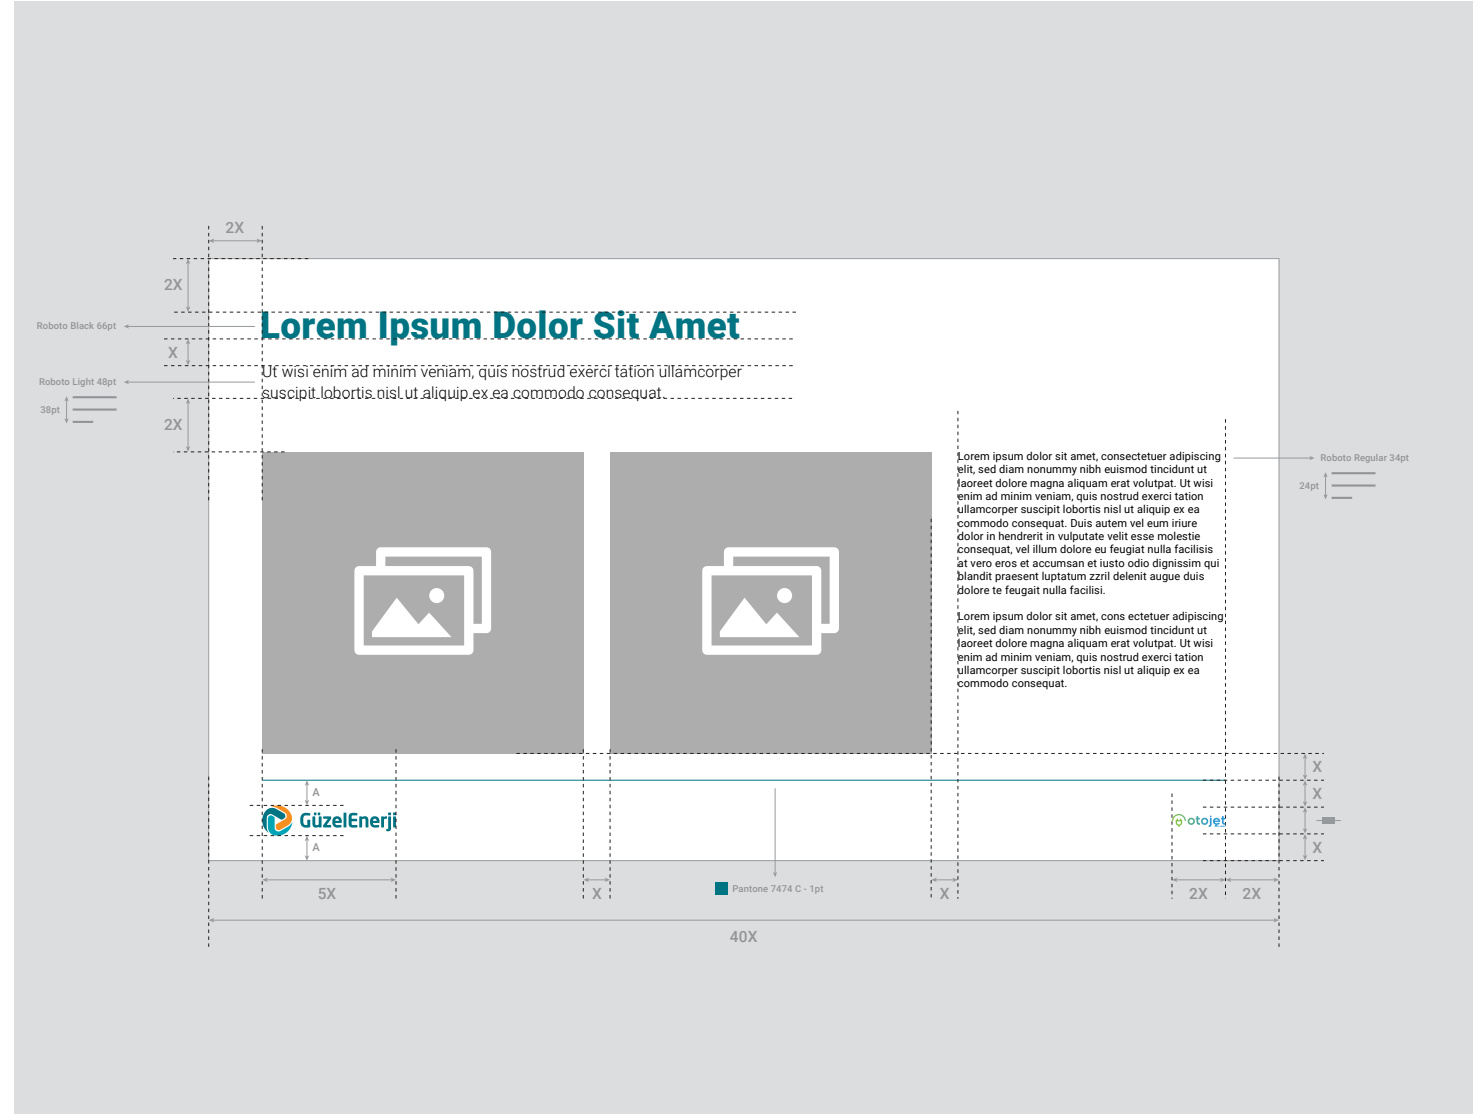 2X
2X
Roboto Black 66pt
Lorem Ipsum Dolor Sit Amet
X
Roboto Light 48pt
Ut wisi enim ad minim veniam, quis nostrud exerci tation ullamcorper
suscipit lobortis nisl ut aliquip ex ea commodo consequat.
38pt
2X
Lorem ipsum dolor sit amet, consectetuer adipiscing
elit, sed diam nonummy nibh euismod tincidunt ut
laoreet dolore magna aliquam erat volutpat. Ut wisi
enim ad minim veniam, quis nostrud exerci tation
ullamcorper suscipit lobortis nisl ut aliquip ex ea
commodo consequat. Duis autem vel eum iriure
dolor in hendrerit in vulputate velit esse molestie
consequat, vel illum dolore eu feugiat nulla facilisis
at vero eros et accumsan et iusto odio dignissim qui
blandit praesent luptatum zzril delenit augue duis
dolore te feugait nulla facilisi.
Lorem ipsum dolor sit amet, cons ectetuer adipiscing
elit, sed diam nonummy nibh euismod tincidunt ut
laoreet dolore magna aliquam erat volutpat. Ut wisi
enim ad minim veniam, quis nostrud exerci tation
ullamcorper suscipit lobortis nisl ut aliquip ex ea
commodo consequat.
Roboto Regular 34pt
24pt
X
A
X
GüzelEnerji
otojet
A
X
5X
X
Pantone 7474 C - 1pt
X
2X
2X
40X